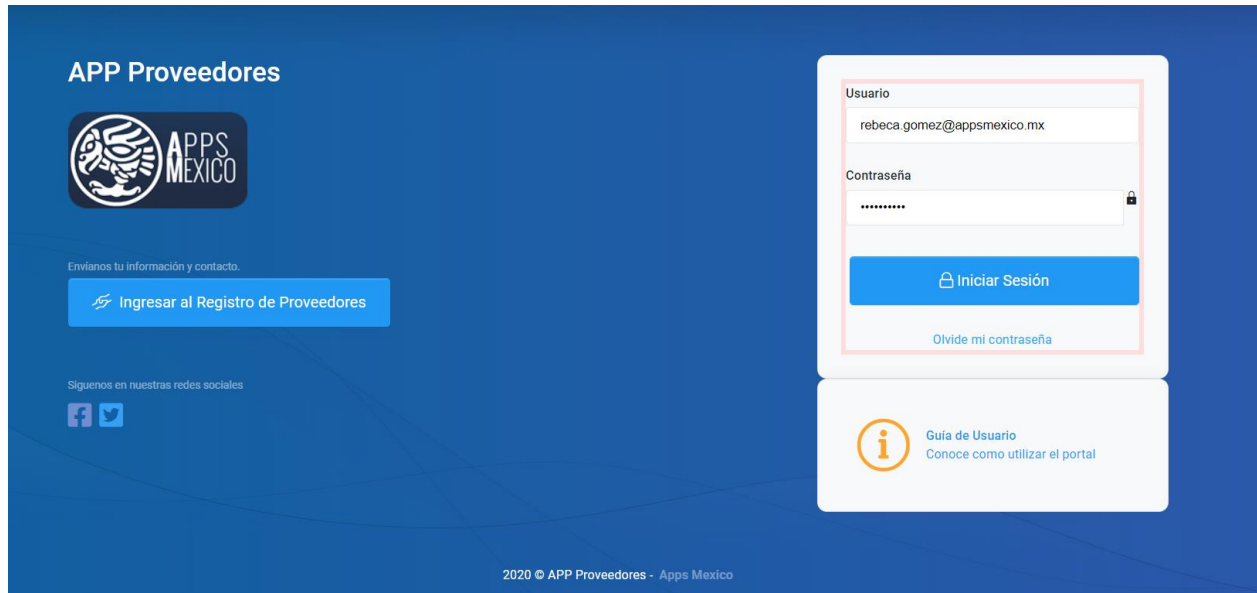 APP Proveedores
APPS
MEXICO
Envíanos tu información y contacto.
Ingresar al Registro de Proveedores
Siguenos en nuestras redes sociales
Usuario
rebeca.gomez@appsmexico.mx
Contraseña
••••••••••
Iniciar Sesión
Olvide mi contraseña
Guía de Usuario
Conoce como utilizar el portal
2020 © APP Proveedores - Apps Mexico